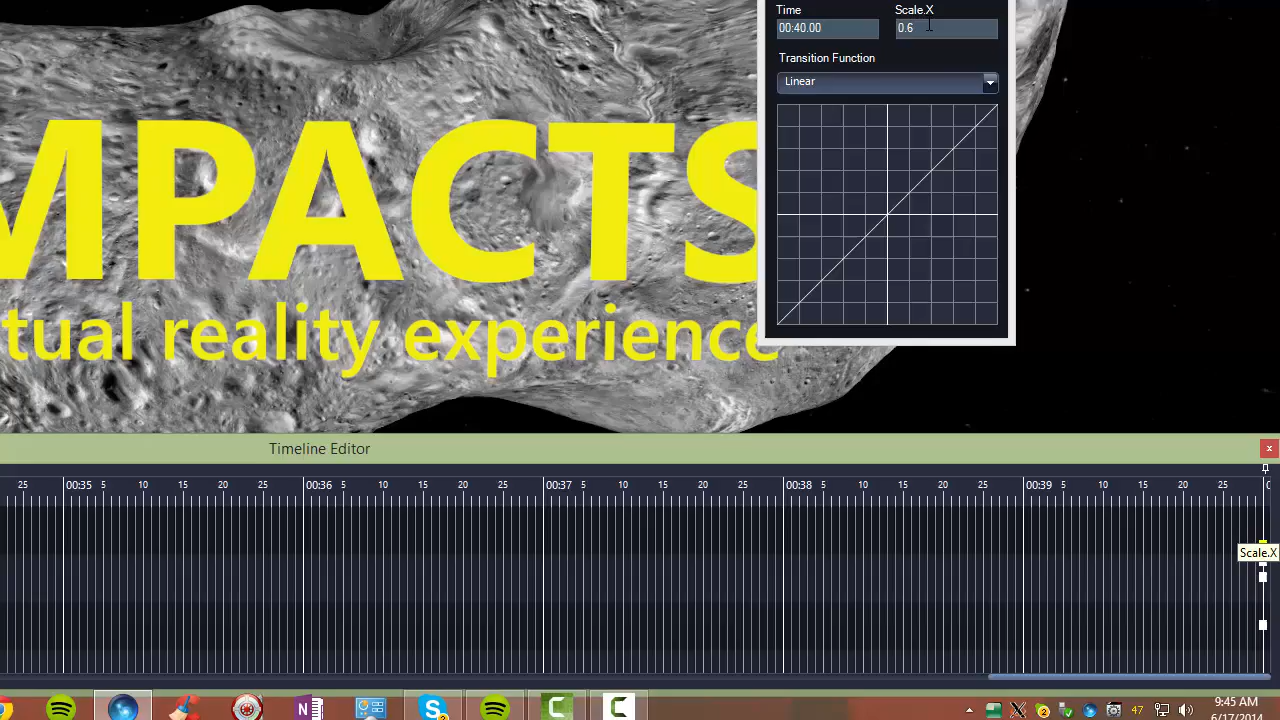 Time Scale.X
00:40.00 0.6
Transition Function
Linear
MPACTS
tual reality experience
Timeline Editor
25 00:35 5 10 15 20 25 00:36 5 10 15 20 25 00:37 5 10 15 20 25 00:38 5 10 15 20 25 00:39 5 10 15 20 25
Scale.X
47
9:45 AM
6/17/2014